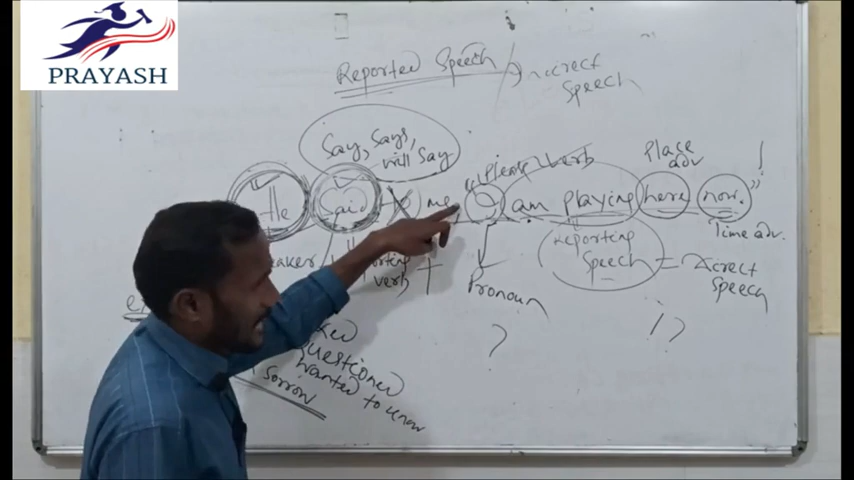 PRAYASH
Reported Speech
Direct
Speech
Say, Says,
will Say
Place
adv
verb
He Said me "I am playing here now."
Time adv.
Reporting
Speech = Direct
Speech
verb
+
Pronoun
?
! ?
Questioned
wanted to know
Sorrow